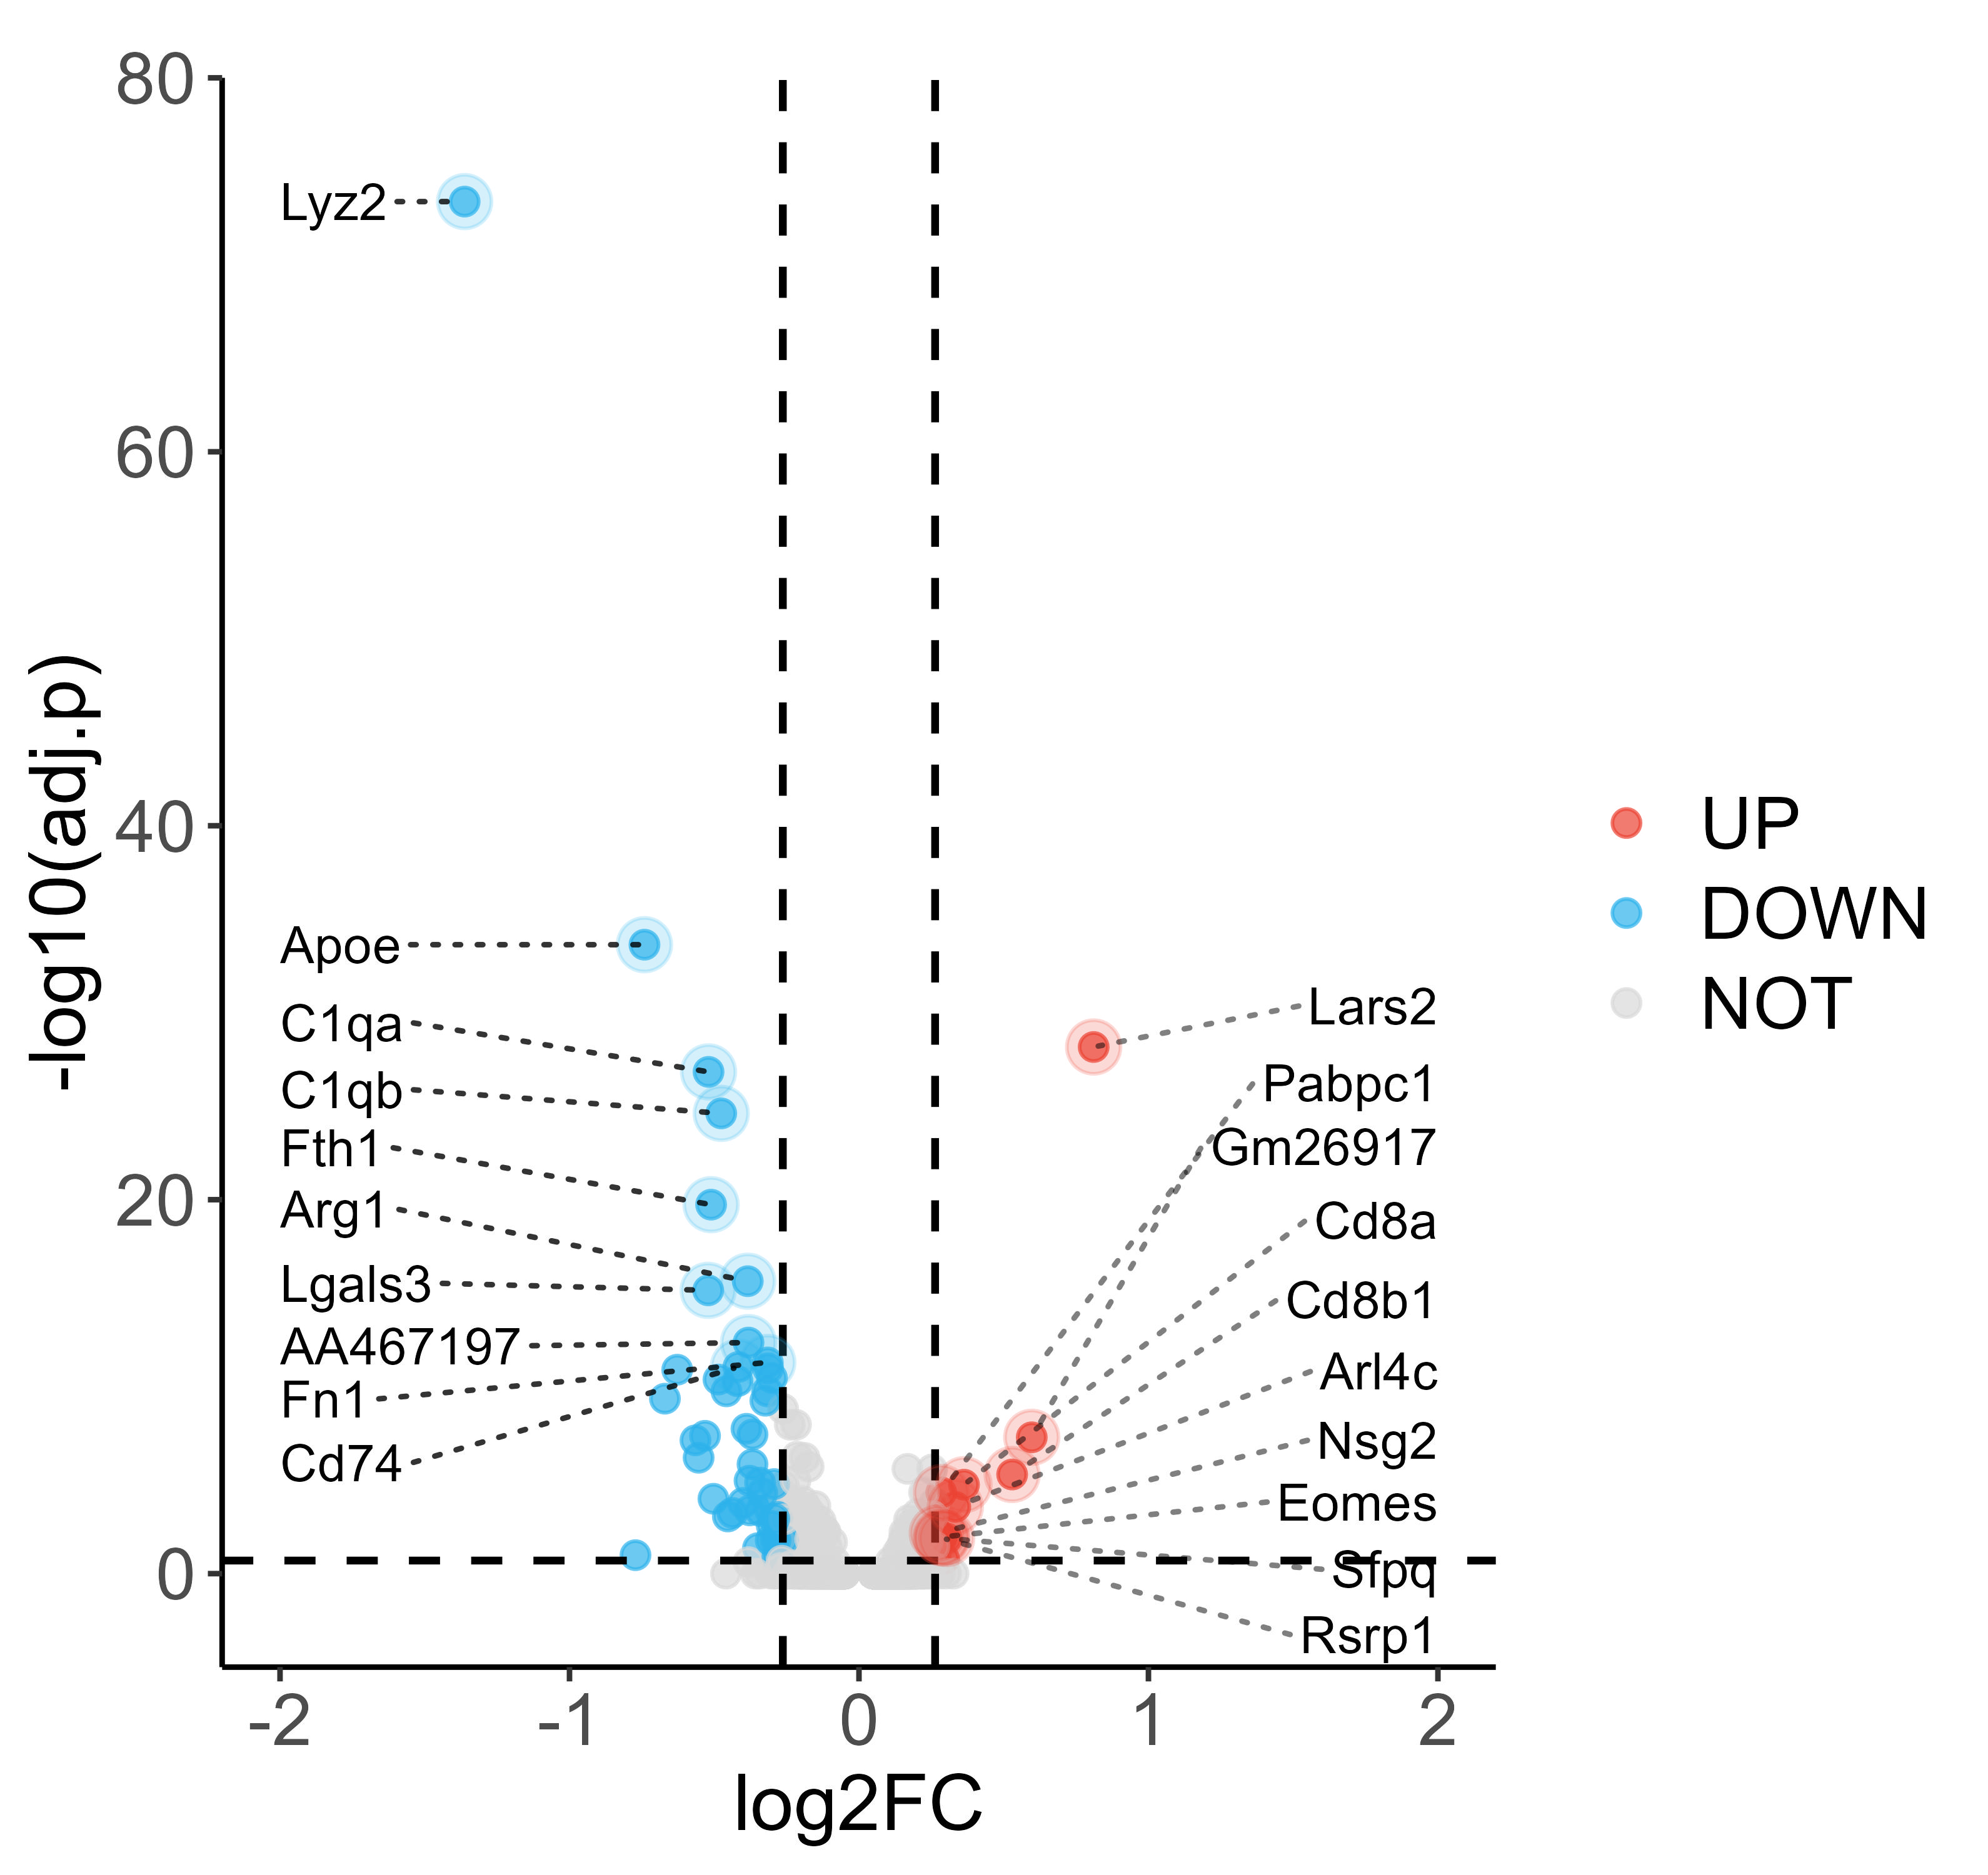 80
60
40
20
0
-log10(adj.p)
Lyz2
Apoe
C1qa
C1qb
Fth1
Arg1
Lgals3
AA467197
Fn1
Cd74
Lars2
Pabpc1
Gm26917
Cd8a
Cd8b1
Arl4c
Nsg2
Eomes
Sfpq
Rsrp1
-2 -1 0 1 2
log2FC
UP
DOWN
NOT